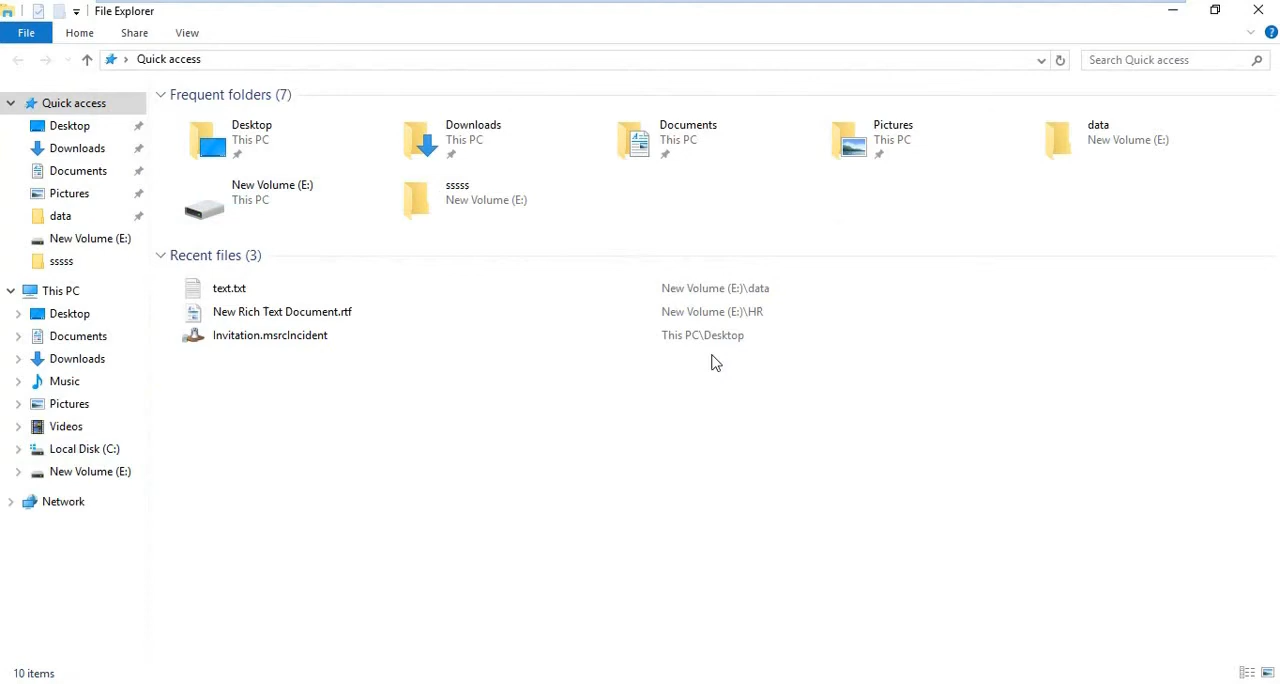 File Explorer
File Home Share View
Quick access Search Quick access
Quick access
Desktop
Downloads
Documents
Pictures
data
New Volume (E:)
sssss
This PC
Desktop
Documents
Downloads
Music
Pictures
Videos
Local Disk (C:)
New Volume (E:)
Network
Frequent folders (7)
Desktop
This PC
Downloads
This PC
Documents
This PC
Pictures
This PC
data
New Volume (E:)
New Volume (E:)
This PC
sssss
New Volume (E:)
Recent files (3)
text.txt New Volume (E:)\data
New Rich Text Document.rtf New Volume (E:)\HR
Invitation.msrcIncident This PC\Desktop
10 items